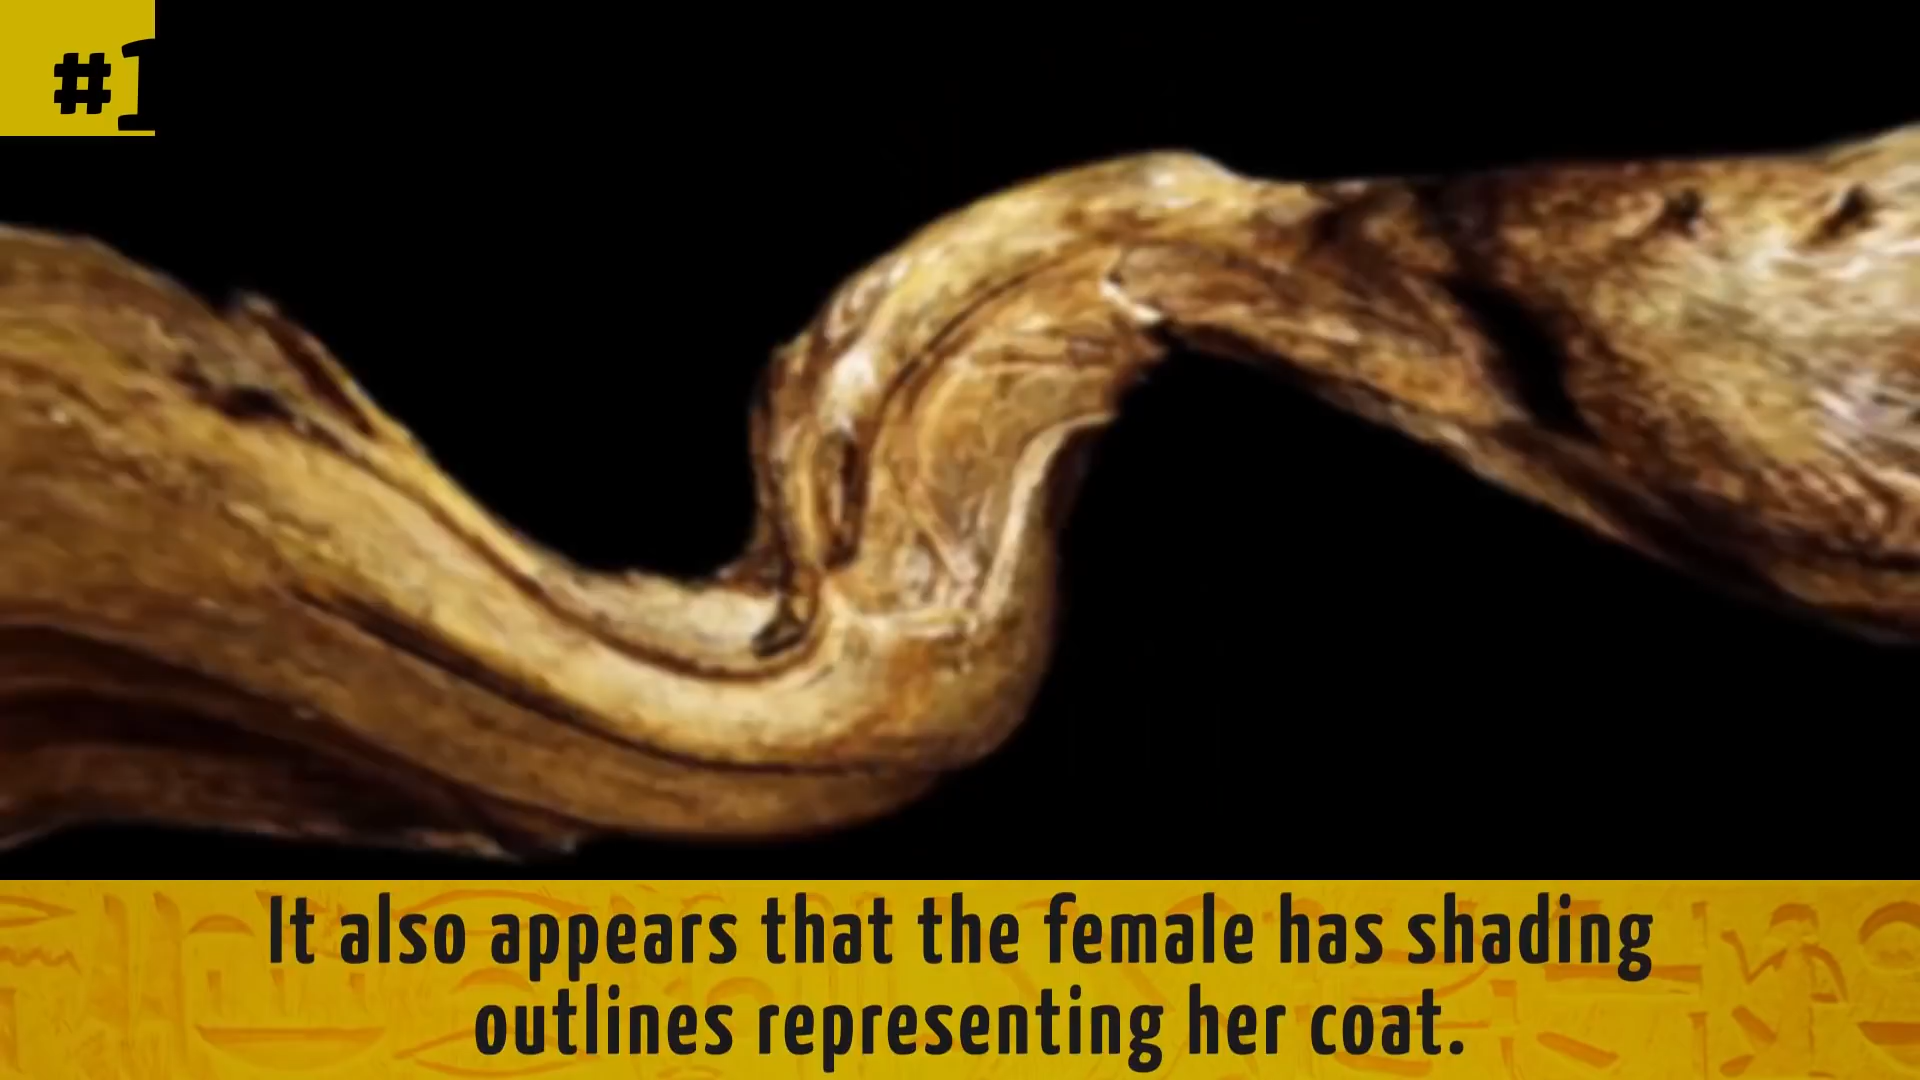 #1
It also appears that the female has shading
outlines representing her coat.